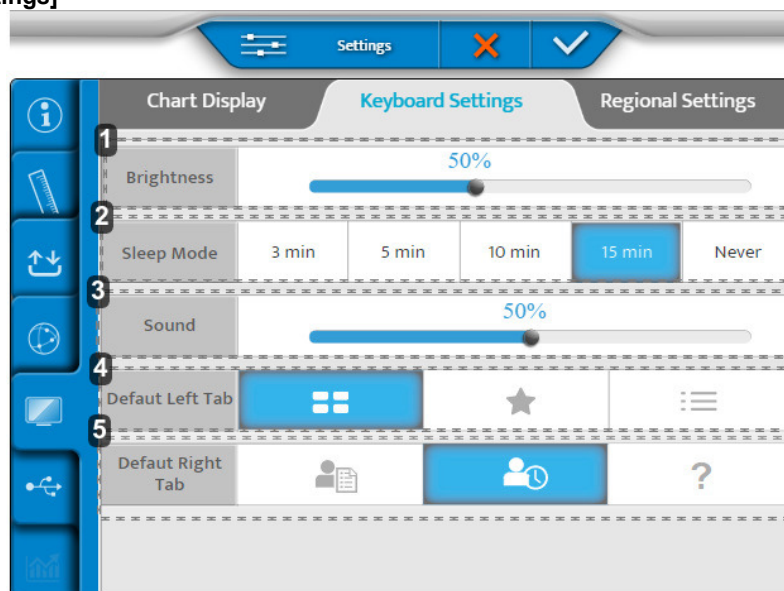 ings]
Settings
Chart Display Keyboard Settings Regional Settings
1
50%
Brightness
2
Sleep Mode 3 min 5 min 10 min 15 min Never
3
50%
Sound
4
Defaut Left Tab
5
Defaut Right
Tab
?